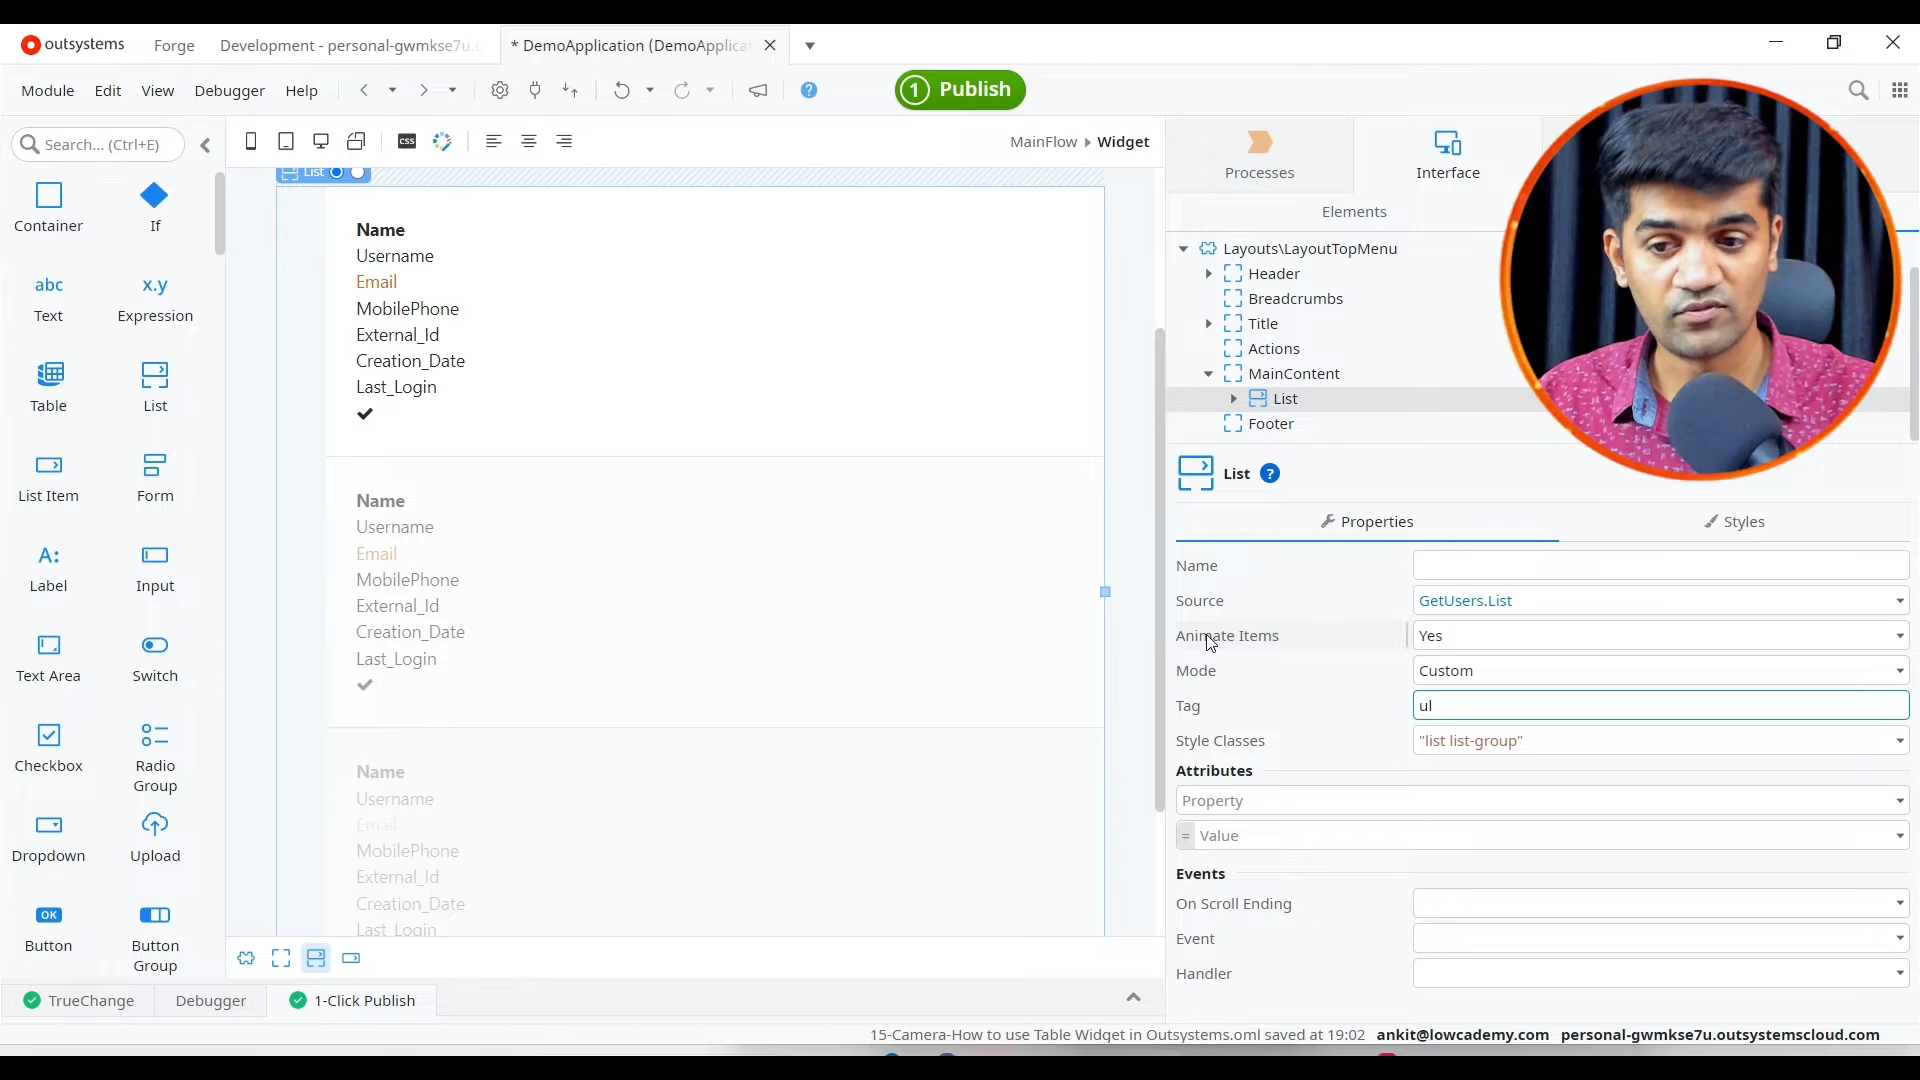 outsystems
Forge
Development - personal-gwmkse7u.
* DemoApplication (DemoApplica
Module
Edit
View
Debugger
Help
1 Publish
Search... (Ctrl+E)
css
MainFlow
Widget
Processes
Interface
Elements
Container
If
abc
x.y
Text
Expression
Table
List
List Item
Form
A:
Label
Input
Text Area
Switch
Checkbox
Radio
Group
Dropdown
Upload
OK
Button
Button
Group
List
Name
Username
Email
MobilePhone
External_Id
Creation_Date
Last_Login
Name
Username
Email
MobilePhone
External_Id
Creation_Date
Last_Login
Name
Username
Email
MobilePhone
External_Id
Creation_Date
Last_Login
Layouts\LayoutTopMenu
Header
Breadcrumbs
Title
Actions
MainContent
List
Footer
List ?
Properties
Styles
Name
Source
GetUsers.List
Animate Items
Yes
Mode
Custom
Tag
ul
Style Classes
"list list-group"
Attributes
Property
= Value
Events
On Scroll Ending
Event
Handler
TrueChange
Debugger
1-Click Publish
15-Camera-How to use Table Widget in Outsystems.oml saved at 19:02 ankit@lowcademy.com personal-gwmkse7u.outsystemscloud.com